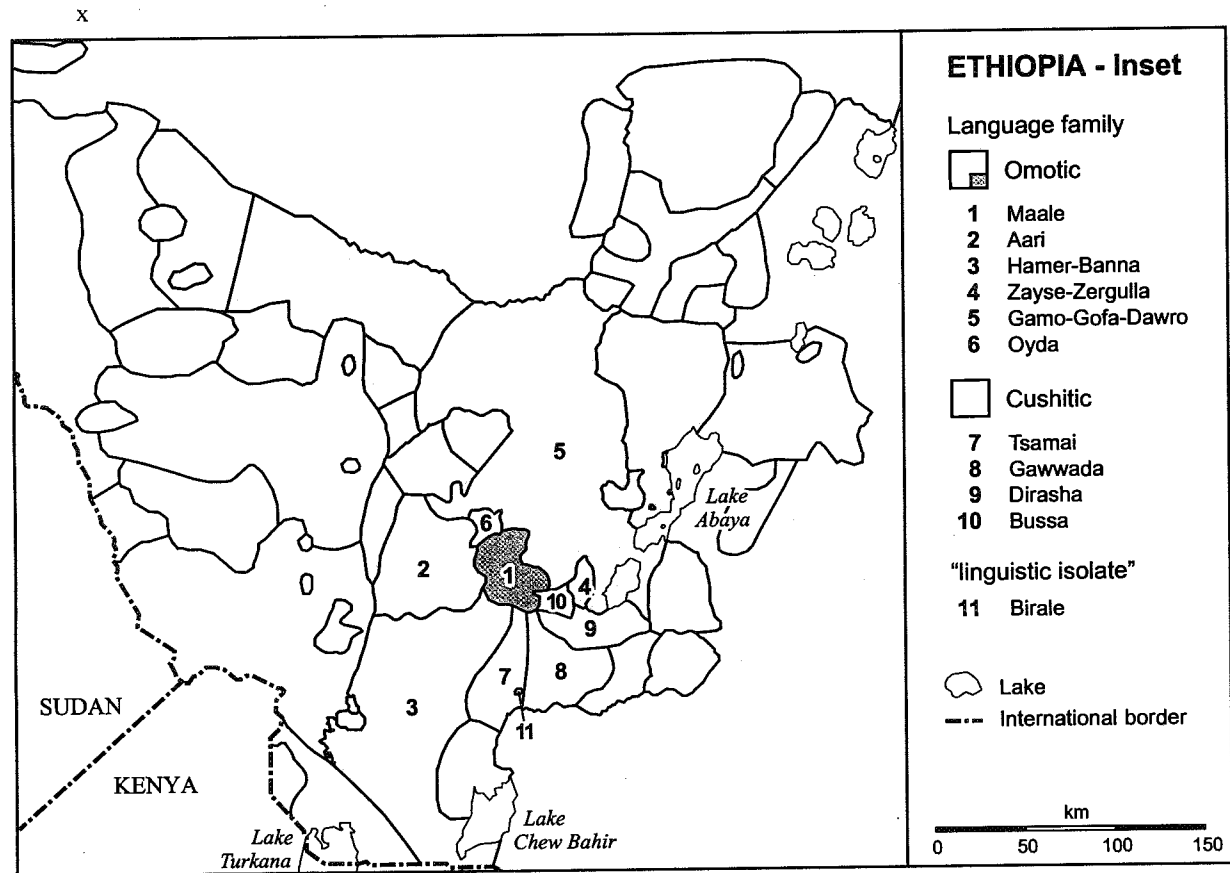 x
ETHIOPIA - Inset
Language family
Omotic
1 Maale
2 Aari
3 Hamer-Banna
4 Zayse-Zergulla
5 Gamo-Gofa-Dawro
6 Oyda
Cushitic
7 Tsamai
8 Gawwada
9 Dirasha
10 Bussa
"linguistic isolate"
11 Birale
Lake
International border
km
0 50 100 150
5
Lake
Abaya
6
2
1
4
10
9
7
8
3
11
SUDAN
KENYA
Lake
Turkana
Lake
Chew Bahir